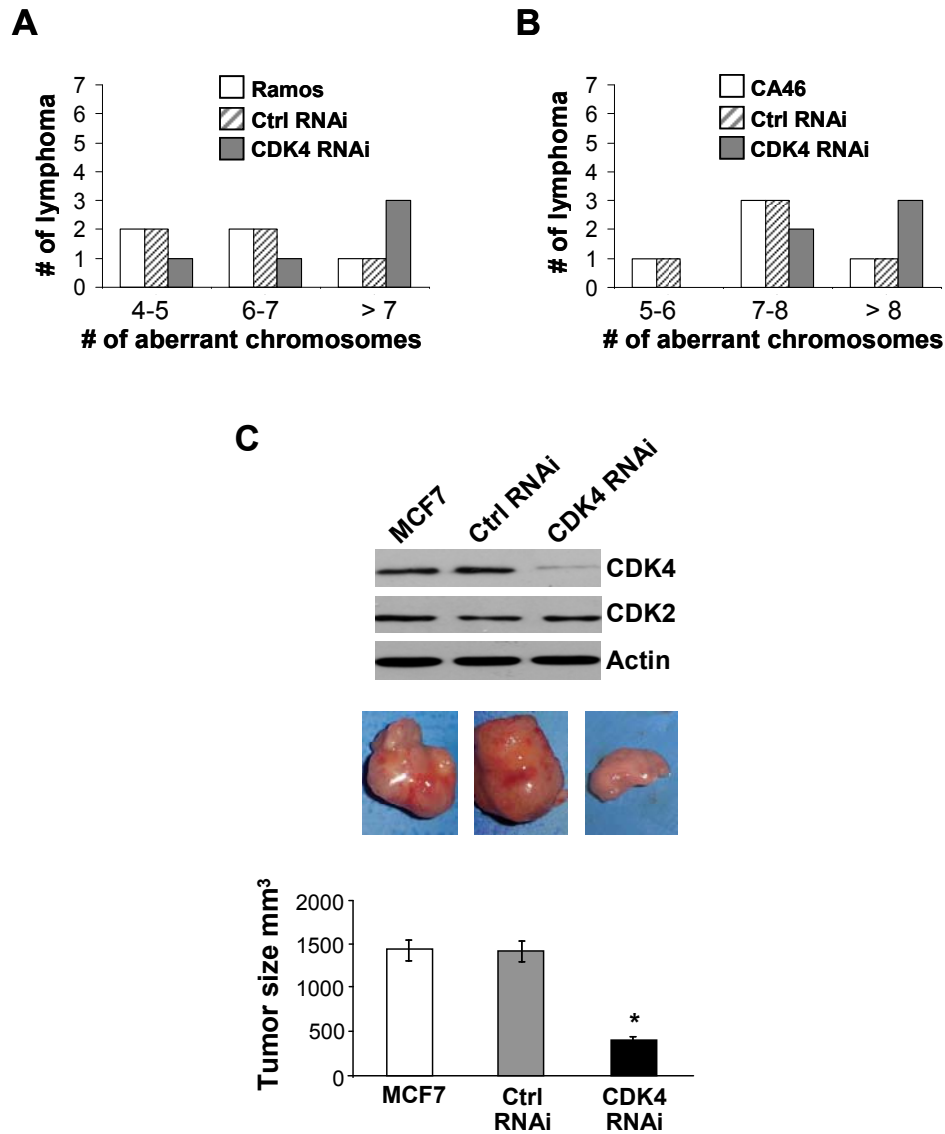 A
# of lymphoma
7
6
5
4
3
2
1
0
Ramos
Ctrl RNAi
CDK4 RNAi
4-5 6-7 > 7
# of aberrant chromosomes
B
# of lymphoma
7
6
5
4
3
2
1
0
CA46
Ctrl RNAi
CDK4 RNAi
5-6 7-8 > 8
# of aberrant chromosomes
C
MCF7
Ctrl RNAi
CDK4 RNAi
CDK4
CDK2
Actin
Tumor size mm³
2000
1500
1000
500
0
*
MCF7 Ctrl CDK4
RNAi RNAi